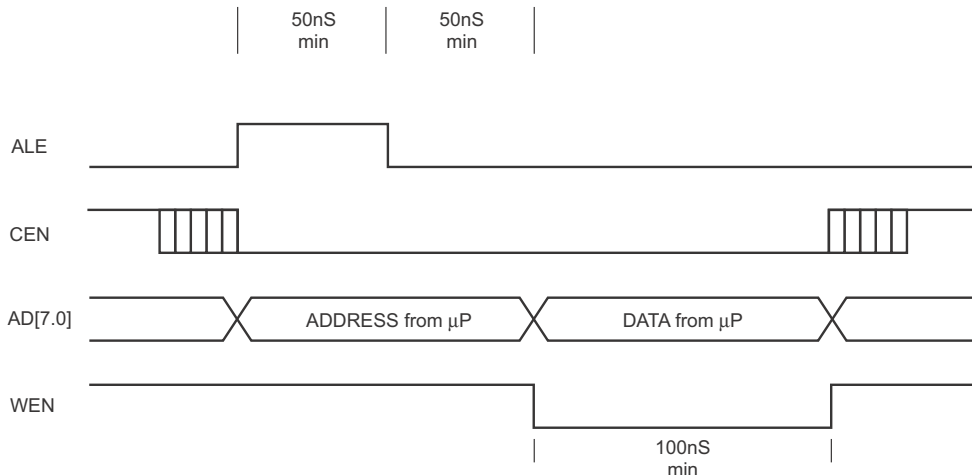 50nS
min
50nS
min
ALE
CEN
AD[7.0]
ADDRESS from µP
DATA from µP
WEN
100nS
min